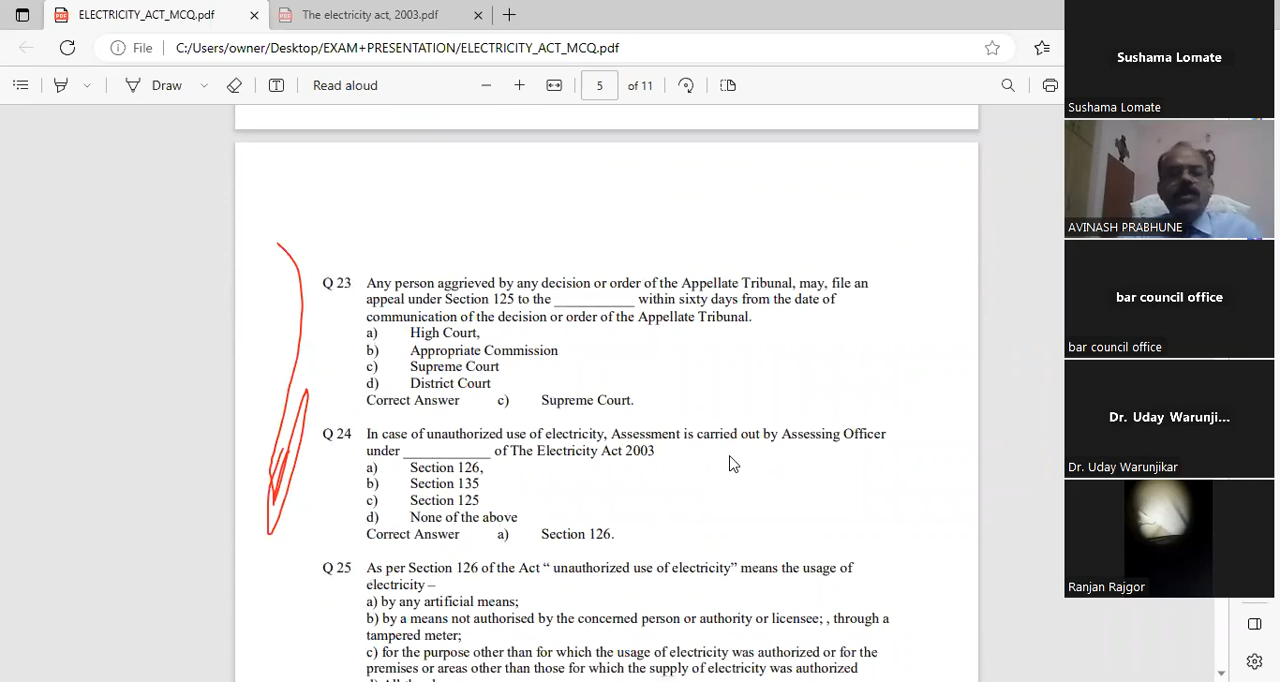 ELECTRICITY_ACT_MCQ.pdf
The electricity act, 2003.pdf
File
C:/Users/owner/Desktop/EXAM+PRESENTATION/ELECTRICITY_ACT_MCQ.pdf
Draw
Read aloud
5
of 11
Q 23 Any person aggrieved by any decision or order of the Appellate Tribunal, may, file an
appeal under Section 125 to the ____________ within sixty days from the date of
communication of the decision or order of the Appellate Tribunal.
a) High Court,
b) Appropriate Commission
c) Supreme Court
d) District Court
Correct Answer c) Supreme Court.
Q 24 In case of unauthorized use of electricity, Assessment is carried out by Assessing Officer
under _____________ of The Electricity Act 2003
a) Section 126,
b) Section 135
c) Section 125
d) None of the above
Correct Answer a) Section 126.
Q 25 As per Section 126 of the Act “ unauthorized use of electricity” means the usage of
electricity –
a) by any artificial means;
b) by a means not authorised by the concerned person or authority or licensee; , through a
tampered meter;
c) for the purpose other than for which the usage of electricity was authorized or for the
premises or areas other than those for which the supply of electricity was authorized
Sushama Lomate
Sushama Lomate
AVINASH PRABHUNE
bar council office
bar council office
Dr. Uday Warunji...
Dr. Uday Warunjikar
Ranjan Rajgor